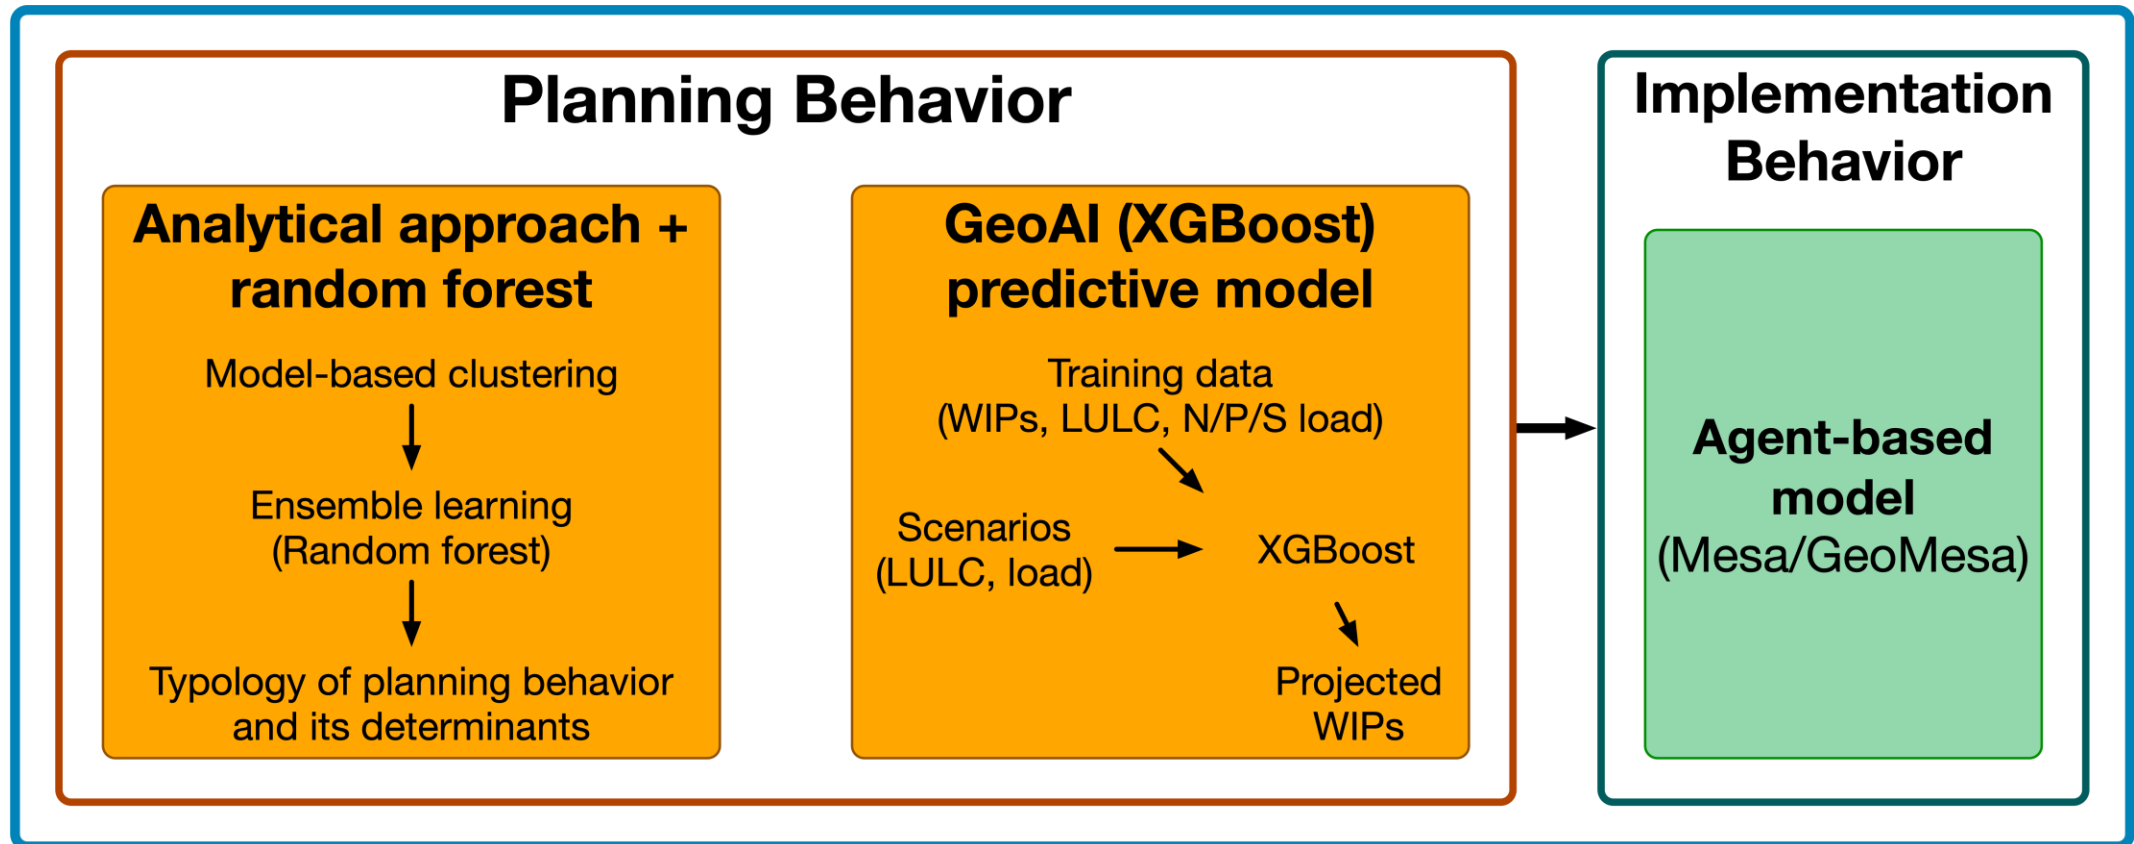 Planning Behavior
Analytical approach +
random forest
Model-based clustering
Ensemble learning
(Random forest)
Typology of planning behavior
and its determinants
GeoAI (XGBoost)
predictive model
Training data
(WIPs, LULC, N/P/S load)
Scenarios
(LULC, load)
XGBoost
Projected
WIPs
Implementation
Behavior
Agent-based
model
(Mesa/GeoMesa)